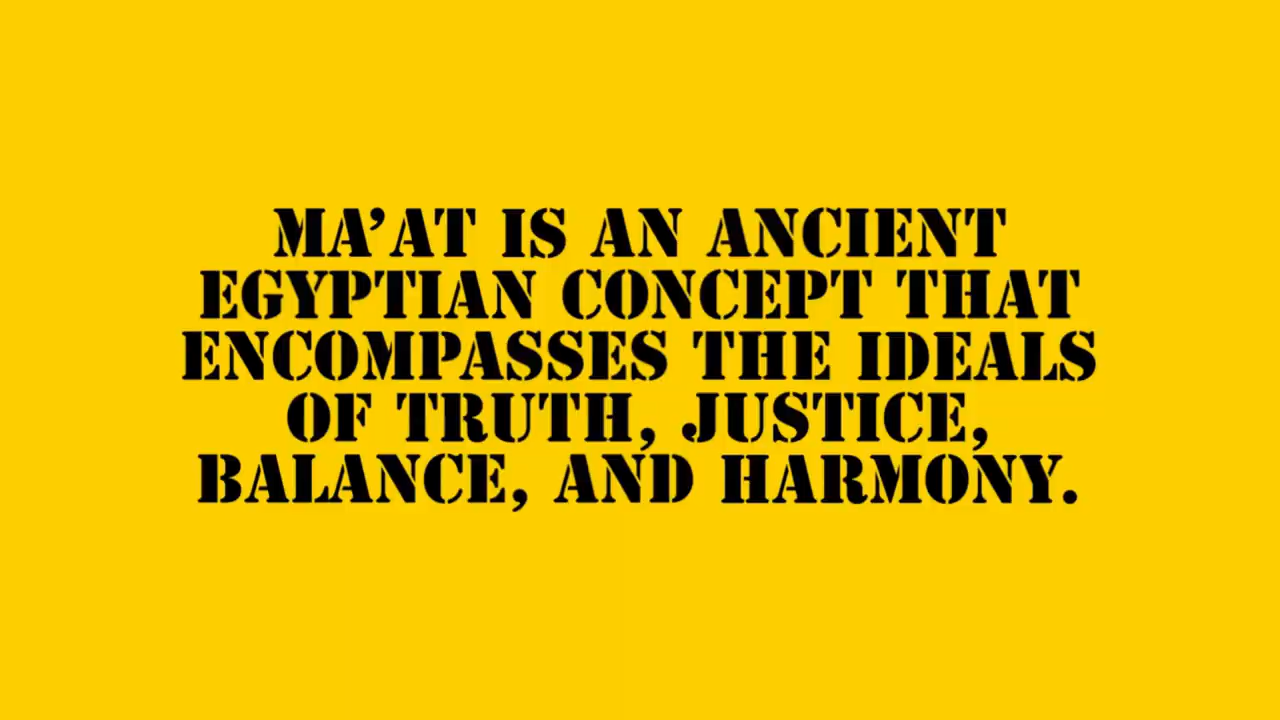 MA’AT IS AN ANCIENT
EGYPTIAN CONCEPT THAT
ENCOMPASSES THE IDEALS
OF TRUTH, JUSTICE,
BALANCE, AND HARMONY.